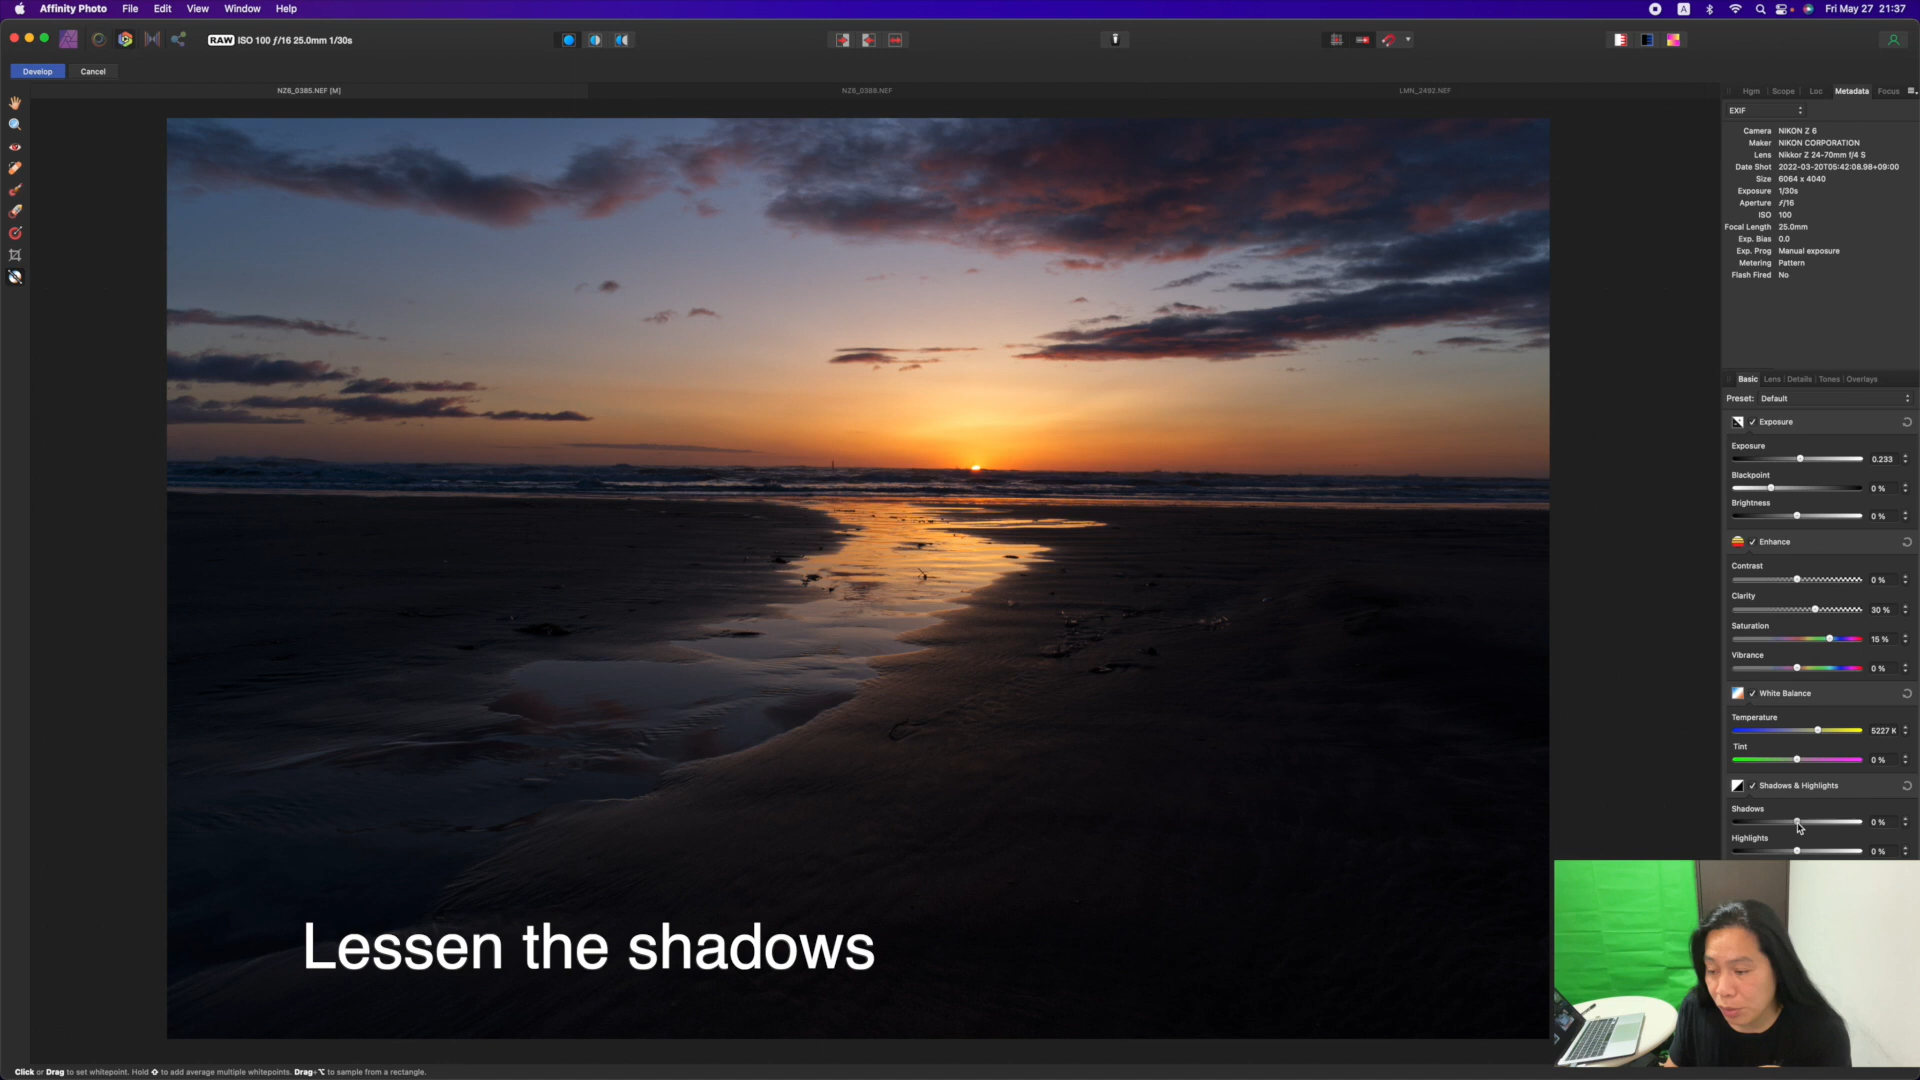 Affinity Photo File Edit View Window Help
A Fri May 27 21:37
RAW ISO 100 ƒ/16 25.0mm 1/30s
Develop Cancel
NZ6_0385.NEF [M] NZ6_0388.NEF LMN_2492.NEF
Hgm Scope Loc Metadata Focus
EXIF
Camera NIKON Z 6
Maker NIKON CORPORATION
Lens Nikkor Z 24-70mm f/4 S
Date Shot 2022-03-20T05:42:08.98+09:00
Size 6064 x 4040
Exposure 1/30s
Aperture ƒ/16
ISO 100
Focal Length 25.0mm
Exp. Bias 0.0
Exp. Prog Manual exposure
Metering Pattern
Flash Fired No
Basic Lens Details Tones Overlays
Preset: Default
Exposure
Exposure
0.233
Blackpoint
0 %
Brightness
0 %
Enhance
Contrast
0 %
Clarity
30 %
Saturation
15 %
Vibrance
0 %
White Balance
Temperature
5227 K
Tint
0 %
Shadows & Highlights
Shadows
0 %
Highlights
0 %
Lessen the shadows
Click or Drag to set whitepoint. Hold ⇧ to add average multiple whitepoints. Drag+⌥ to sample from a rectangle.